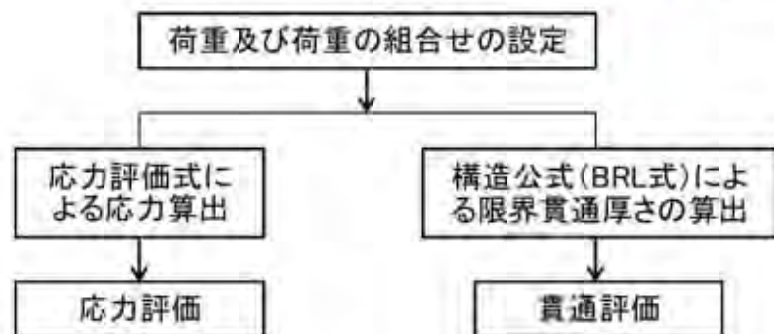 荷重及び荷重の組合せの設定
応力評価式に
よる応力算出
構造公式(BRL式)によ
る限界貫通厚さの算出
応力評価
貫通評価